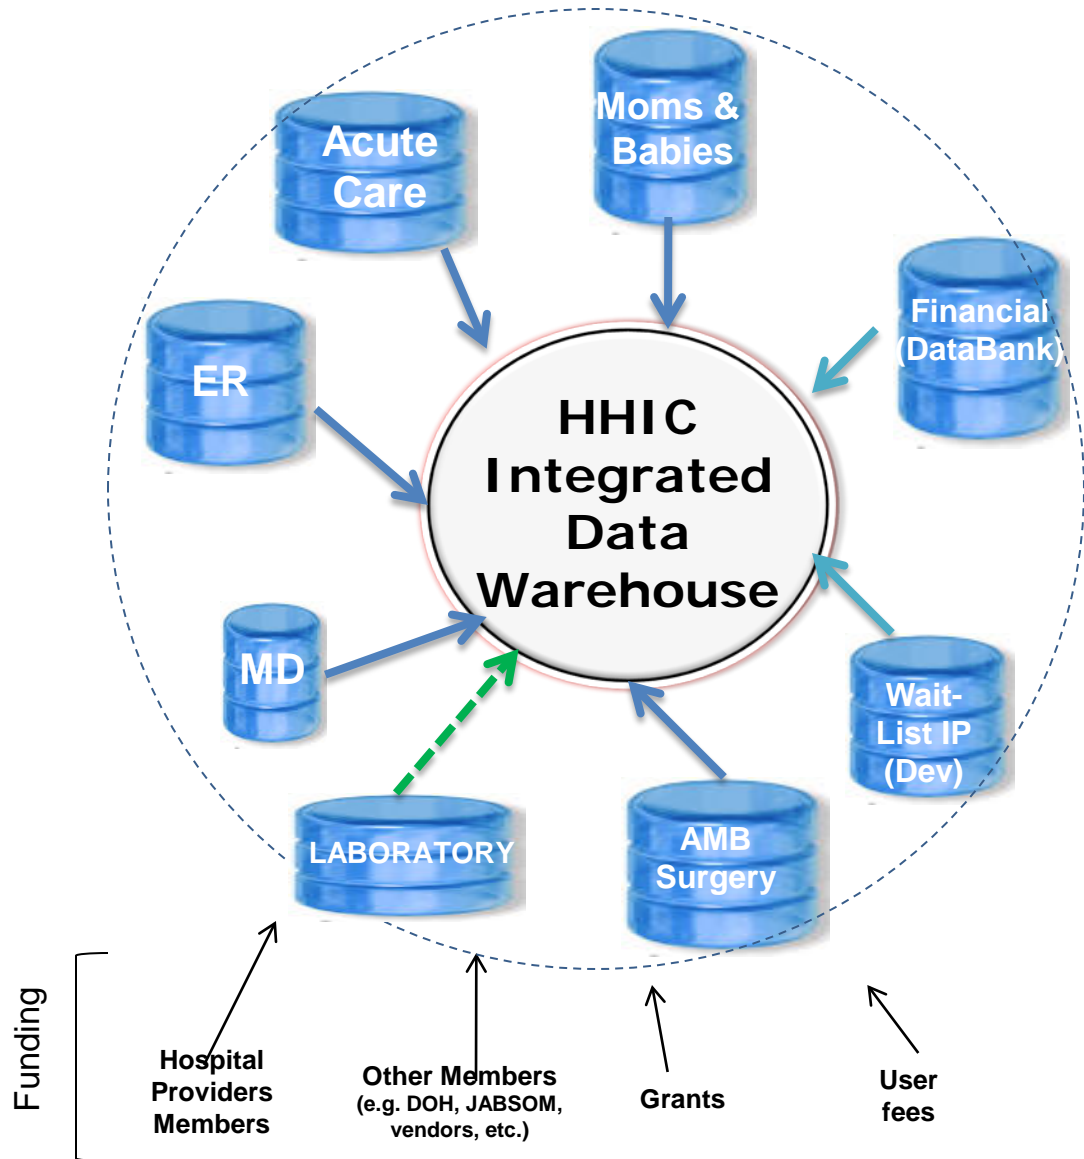 Moms &
Babies
Acute
Care
Financial
(DataBank)
ER
HHIC
Integrated
Data
Warehouse
MD
Wait-
List IP
(Dev)
LABORATORY
AMB
Surgery
Funding
Hospital
Providers
Members
Other Members
(e.g. DOH, JABSOM,
vendors, etc.)
Grants
User
fees